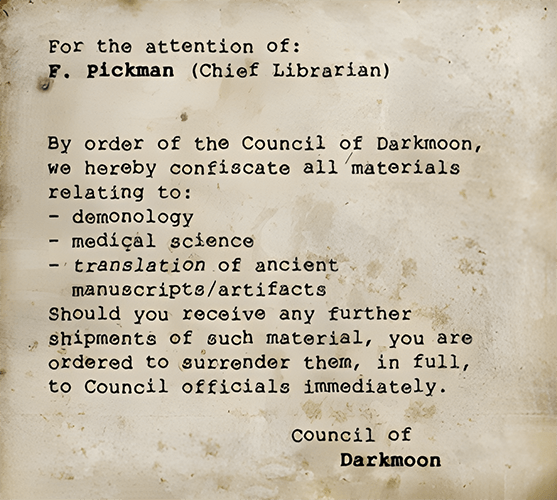 For the attention of:
F. Pickman (Chief Librarian)
By order of the Council of Darkmoon,
we hereby confiscate all materials
relating to:
- demonology
- medical science
- translation of ancient
manuscripts/artifacts
Should you receive any further
shipments of such material, you are
ordered to surrender them, in full,
to Council officials immediately.
Council of
Darkmoon